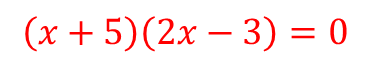 (x + 5)(2x − 3) = 0